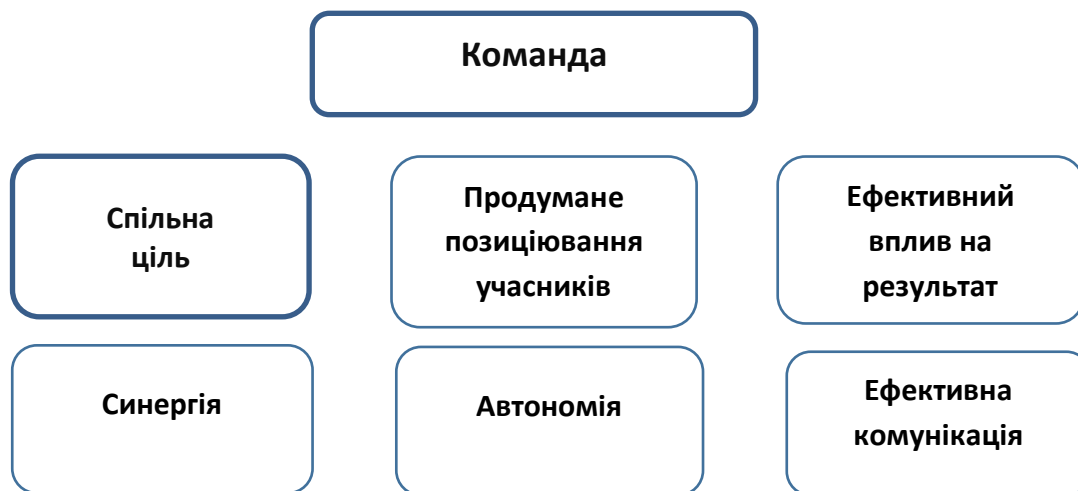 Команда
Спільна
ціль
Продумане
позиціювання
учасників
Ефективний
вплив на
результат
Синергія
Автономія
Ефективна
комунікація